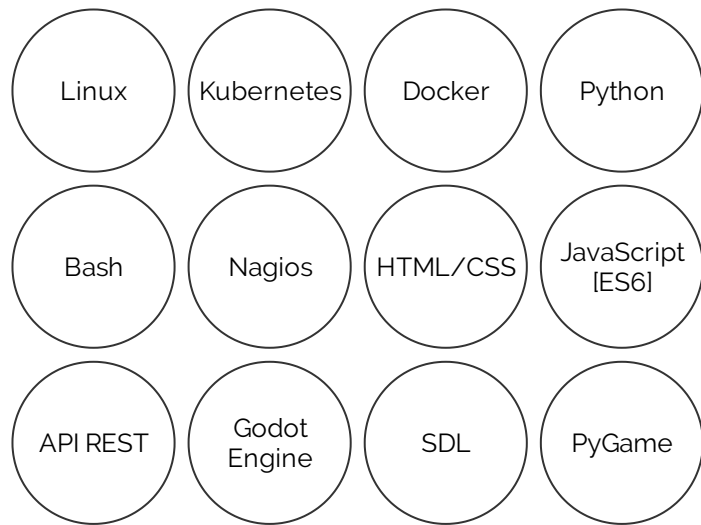 Linux
Kubernetes
Docker
Python
Bash
Nagios
HTML/CSS
JavaScript
[ES6]
API REST
Godot
Engine
SDL
PyGame